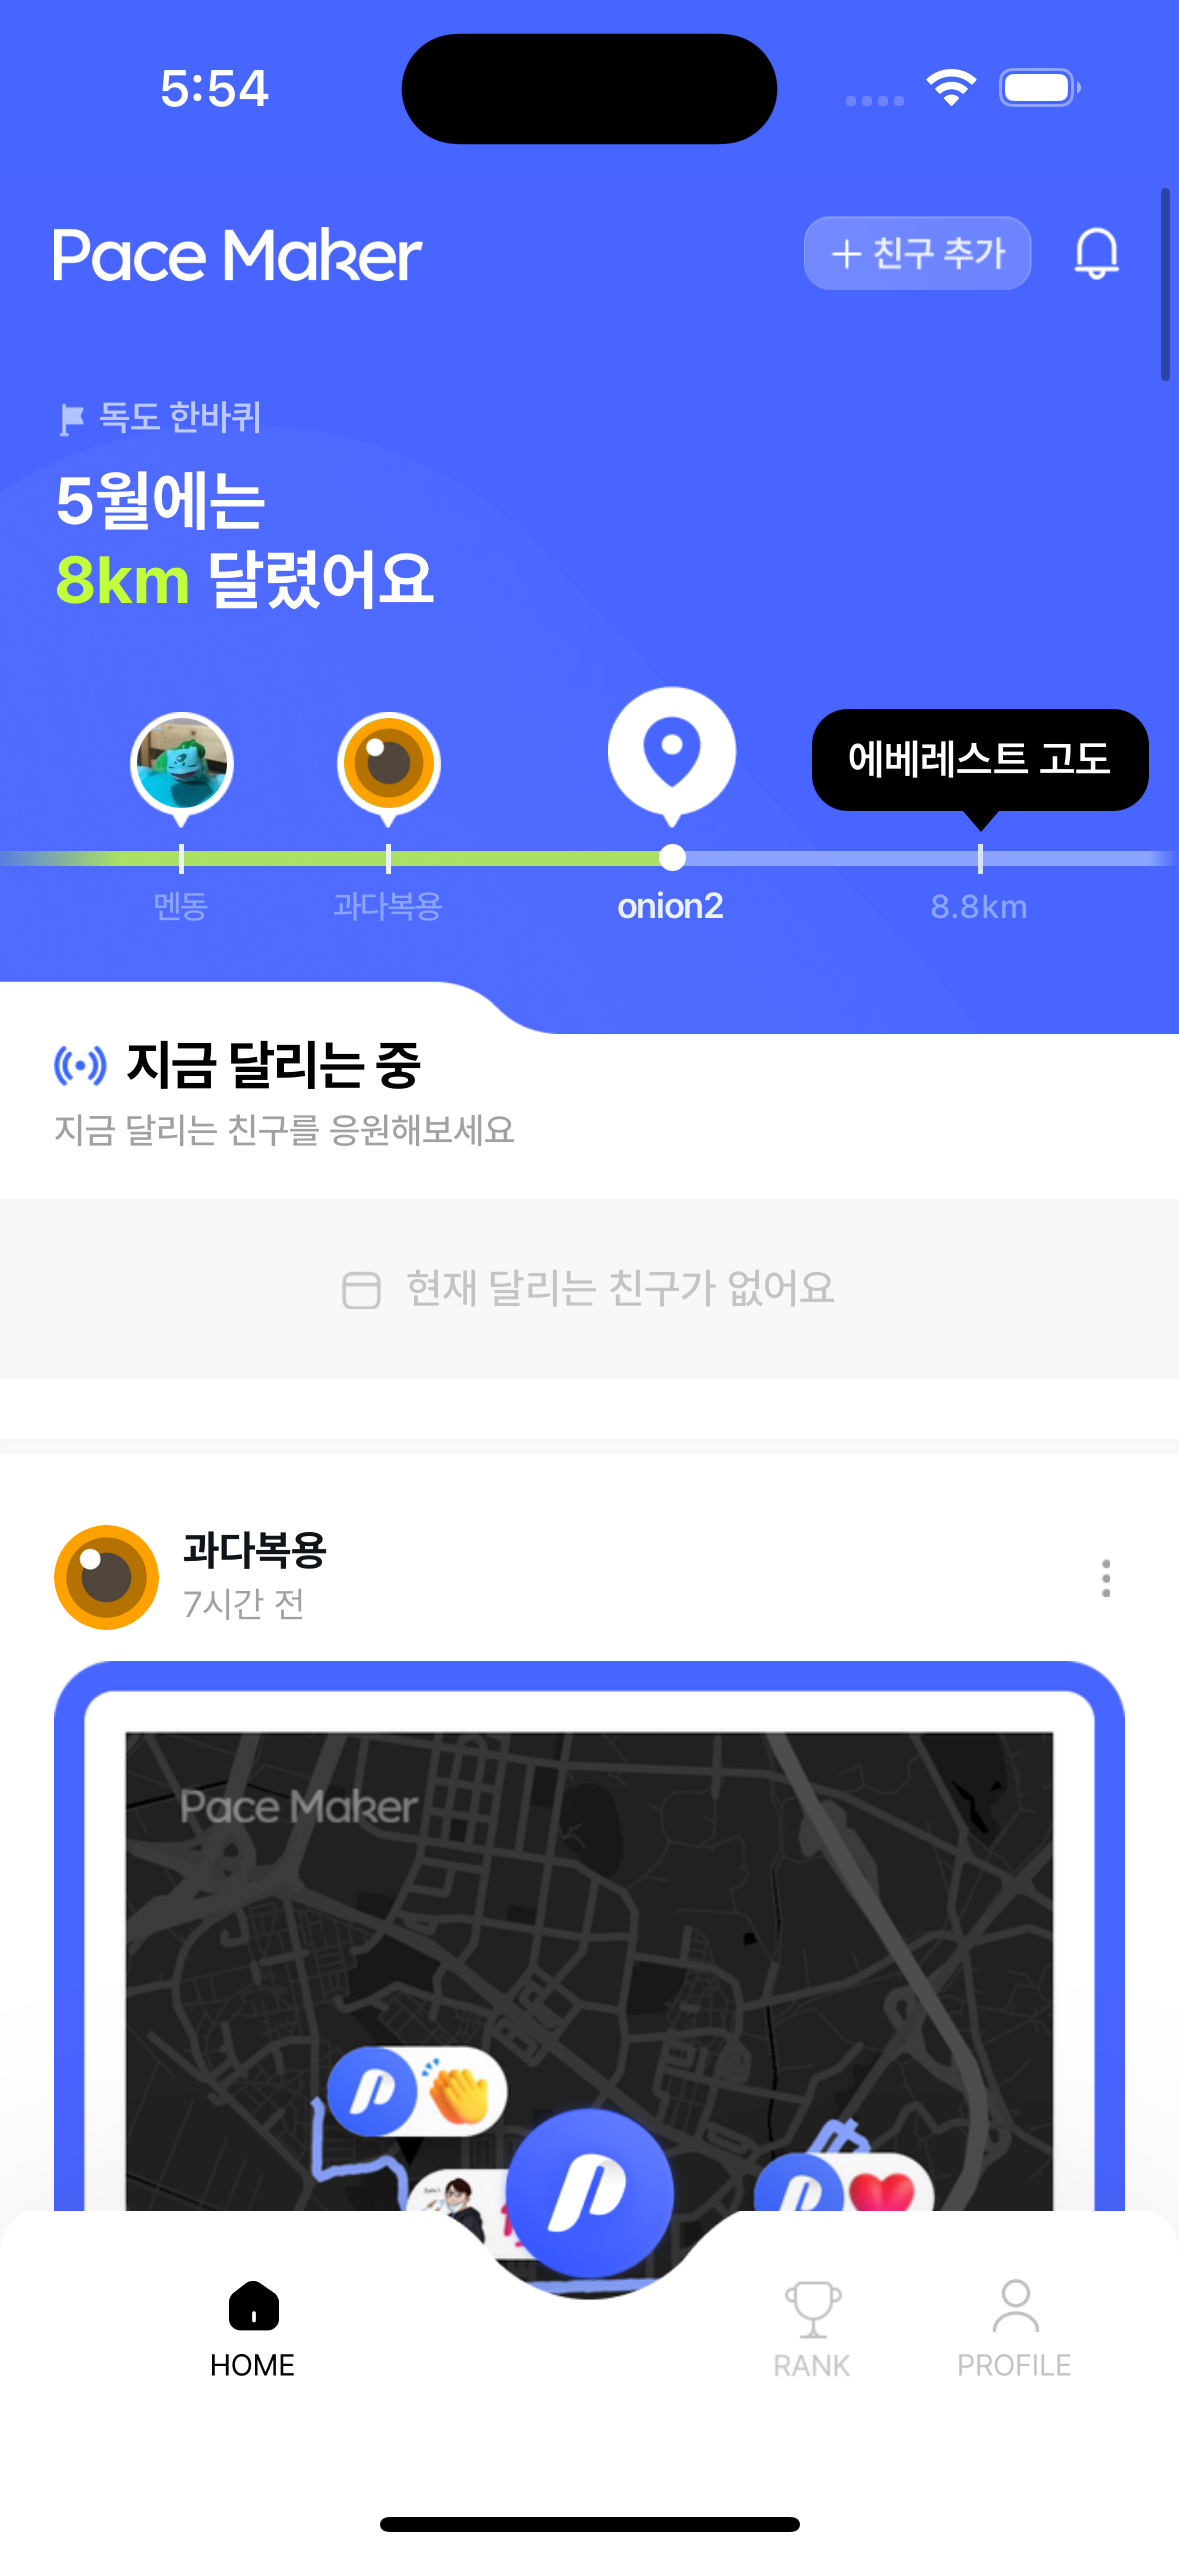 5:54
Pace Maker
+ 친구 추가
독도 한바퀴
5월에는
8km 달렸어요
에베레스트 고도
멘동
과다복용
onion2
8.8km
지금 달리는 중
지금 달리는 친구를 응원해보세요
현재 달리는 친구가 없어요
과다복용
7시간 전
Pace Maker
HOME
RANK
PROFILE